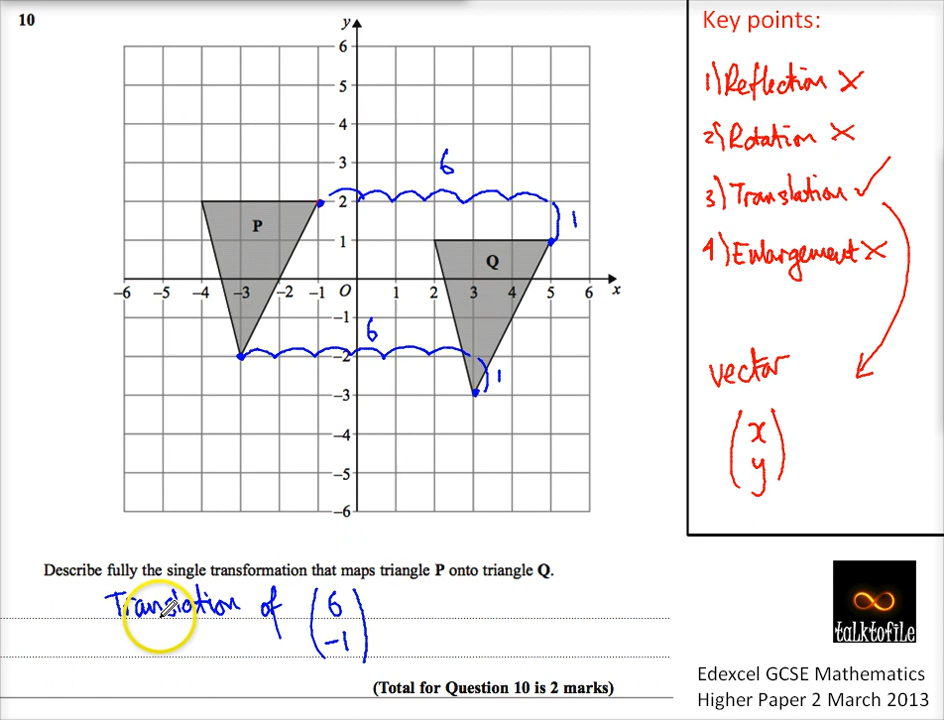 10
y
6
5
4
3
2
1
–6 –5 –4 –3 –2 –1 O 1 2 3 4 5 6 x
–1
–2
–3
–4
–5
–6
P
Q
6
1
6
1
Describe fully the single transformation that maps triangle P onto triangle Q.
Translation of (6
-1)
(Total for Question 10 is 2 marks)
Key points:
1) Reflection X
2) Rotation X
3) Translation ✓
4) Enlargement X
vector
(x
y)
talktofile
Edexcel GCSE Mathematics
Higher Paper 2 March 2013